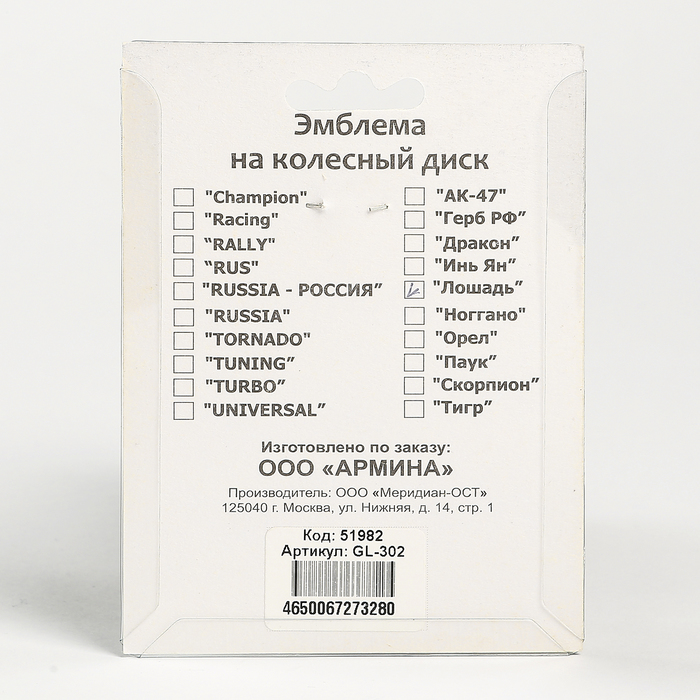 Эмблема
на колесный диск
"Champion"
"Racing"
"RALLY"
"RUS"
"RUSSIA - РОССИЯ"
"RUSSIA"
"TORNADO"
"TUNING"
"TURBO"
"UNIVERSAL"
"АК-47"
"Герб РФ"
"Дракон"
"Инь Ян"
"Лошадь"
"Ноггано"
"Орел"
"Паук"
"Скорпион"
"Тигр"
Изготовлено по заказу:
ООО «АРМИНА»
Производитель: ООО «Меридиан-ОСТ»
125040 г. Москва, ул. Нижняя, д. 14, стр. 1
Код: 51982
Артикул: GL-302
4650067273280